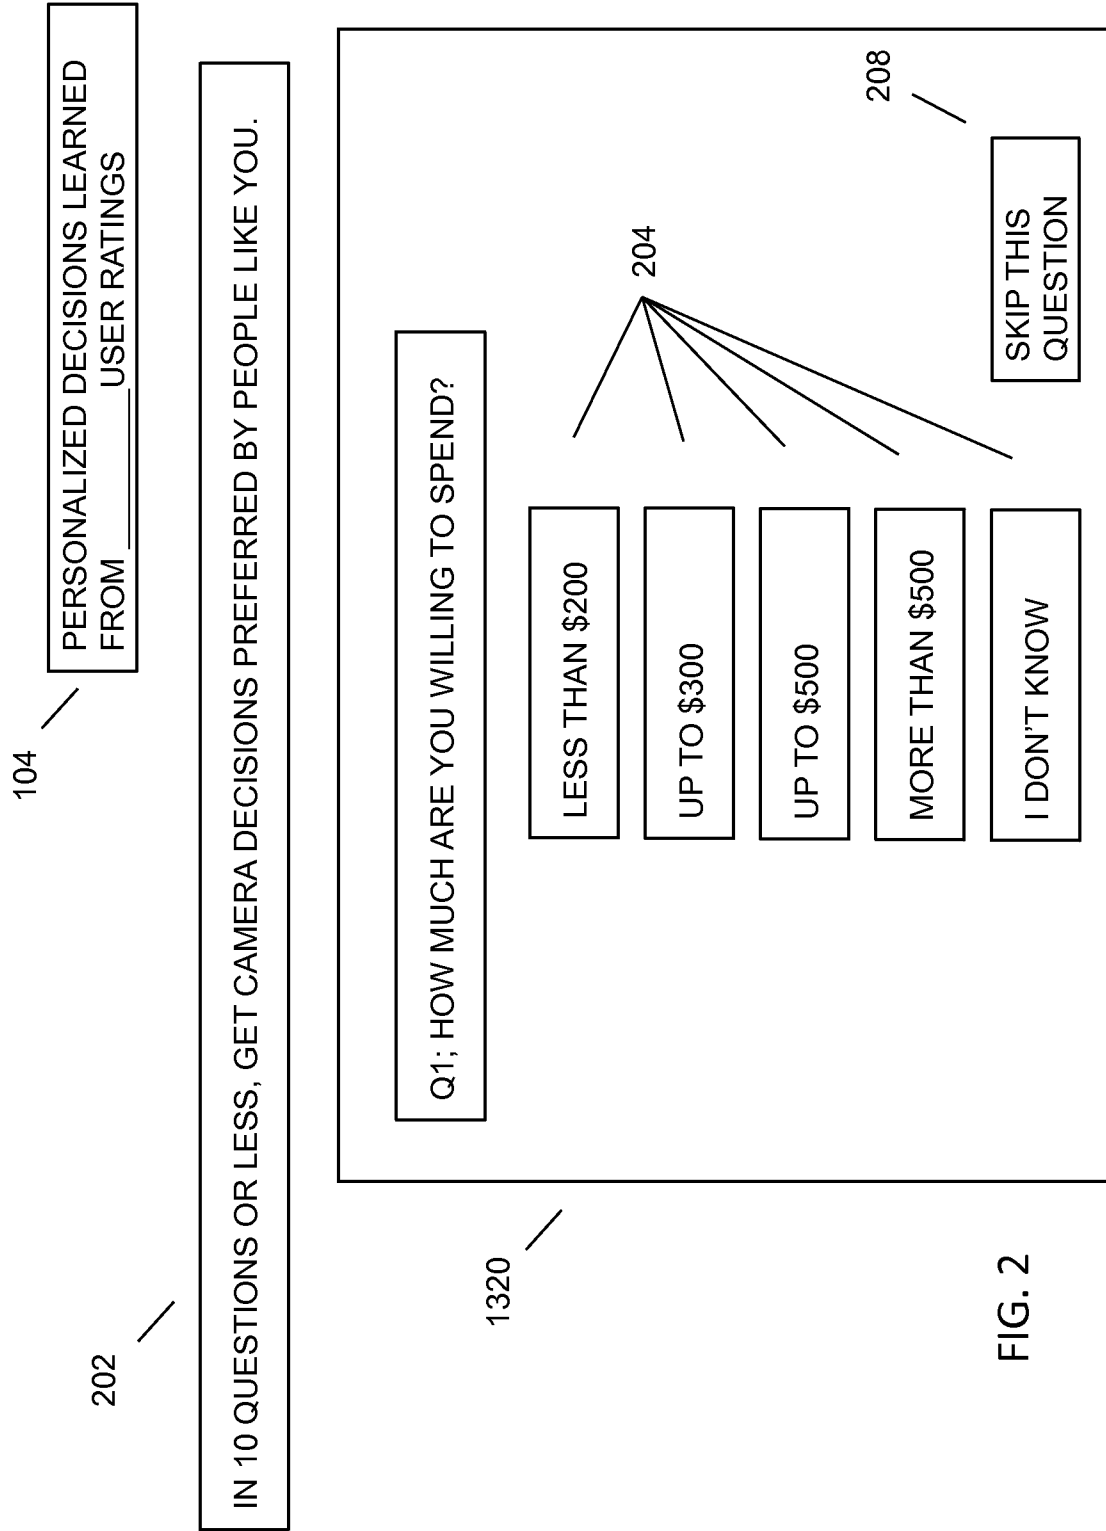 104
PERSONALIZED DECISIONS LEARNED
FROM ______ USER RATINGS
202
IN 10 QUESTIONS OR LESS, GET CAMERA DECISIONS PREFERRED BY PEOPLE LIKE YOU.
1320
Q1; HOW MUCH ARE YOU WILLING TO SPEND?
LESS THAN $200
204
UP TO $300
UP TO $500
MORE THAN $500
I DON'T KNOW
208
SKIP THIS
QUESTION
FIG. 2